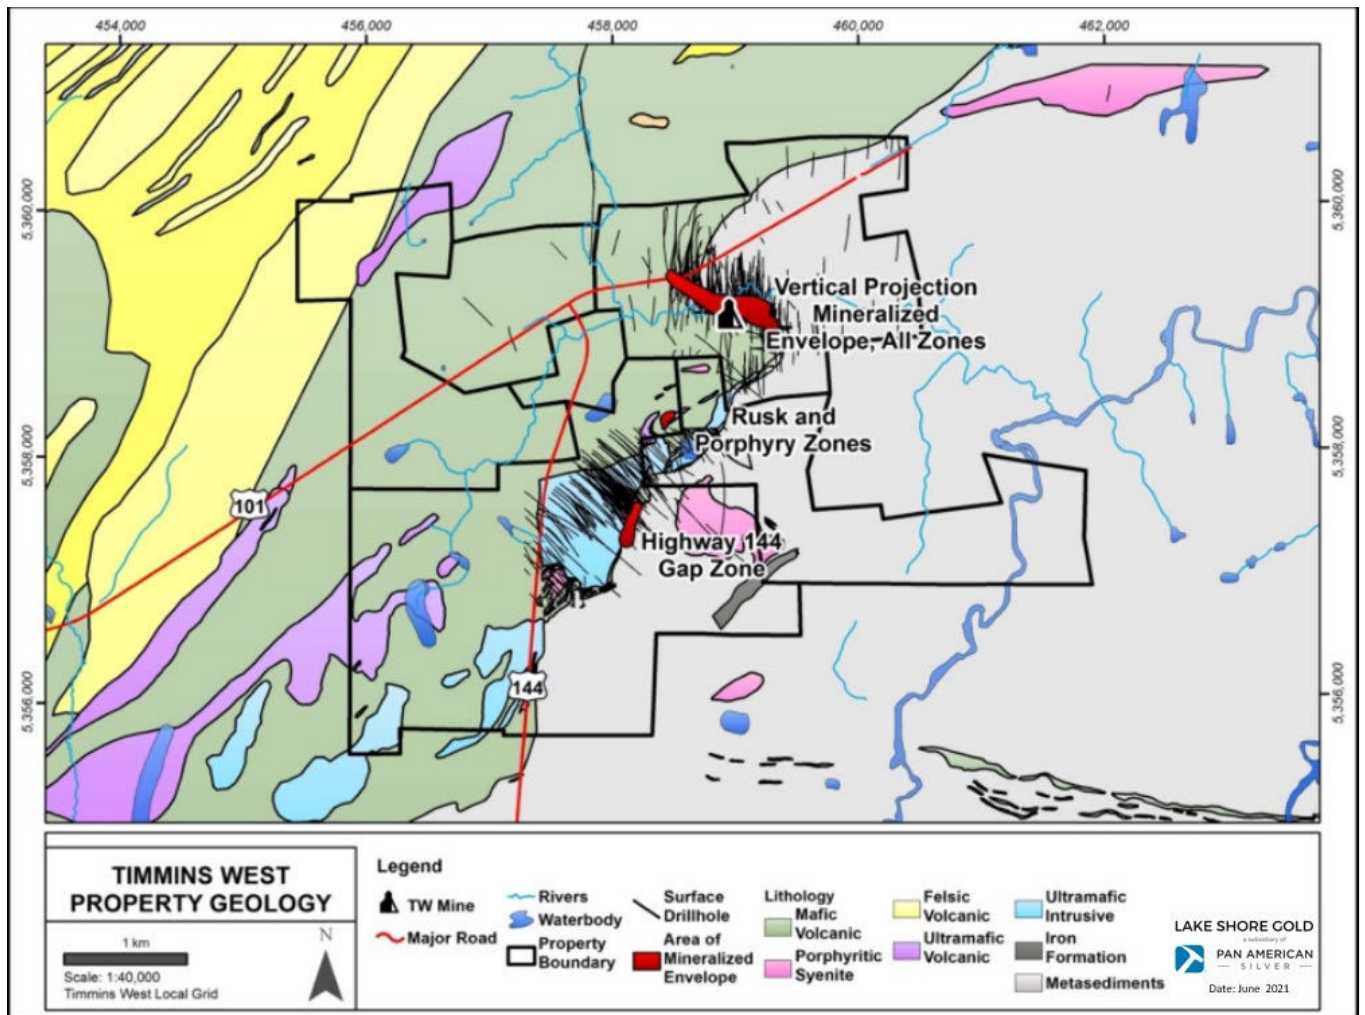 454,000
456,000
458,000
460,000
462,000
5,360,000
5,360,000
Vertical Projection
Mineralized
Envelope, All Zones
Rusk and
Porphyry Zones
5,358,000
5,358,000
101
Highway 144
Gap Zone
144
5,356,000
5,356,000
TIMMINS WEST
PROPERTY GEOLOGY
1 km
Scale: 1:40,000
Timmins West Local Grid
N
Legend
TW Mine
Major Road
Rivers
Waterbody
Property
Boundary
Surface
Drillhole
Area of
Mineralized
Envelope
Lithology
Mafic
Volcanic
Porphyritic
Syenite
Felsic
Volcanic
Ultramafic
Volcanic
Ultramafic
Intrusive
Iron
Formation
Metasediments
LAKE SHORE GOLD
a subsidiary of
PAN AMERICAN
SILVER
Date: June 2021